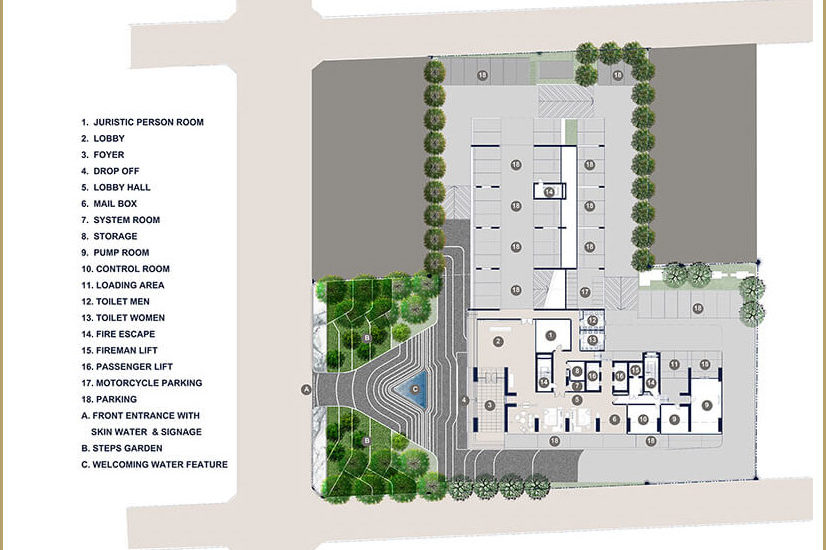 1. JURISTIC PERSON ROOM
2. LOBBY
3. FOYER
4. DROP OFF
5. LOBBY HALL
6. MAIL BOX
7. SYSTEM ROOM
8. STORAGE
9. PUMP ROOM
10. CONTROL ROOM
11. LOADING AREA
12. TOILET MEN
13. TOILET WOMEN
14. FIRE ESCAPE
15. FIREMAN LIFT
16. PASSENGER LIFT
17. MOTORCYCLE PARKING
18. PARKING
A. FRONT ENTRANCE WITH
SKIN WATER & SIGNAGE
B. STEPS GARDEN
C. WELCOMING WATER FEATURE
18 18
18 18
14
18 18
18 18
18 17
18
12
B 1 13
2
8 16 16 15 11 18
14 7 14
A C
4 3 5
6 10 9 9
B
18 18